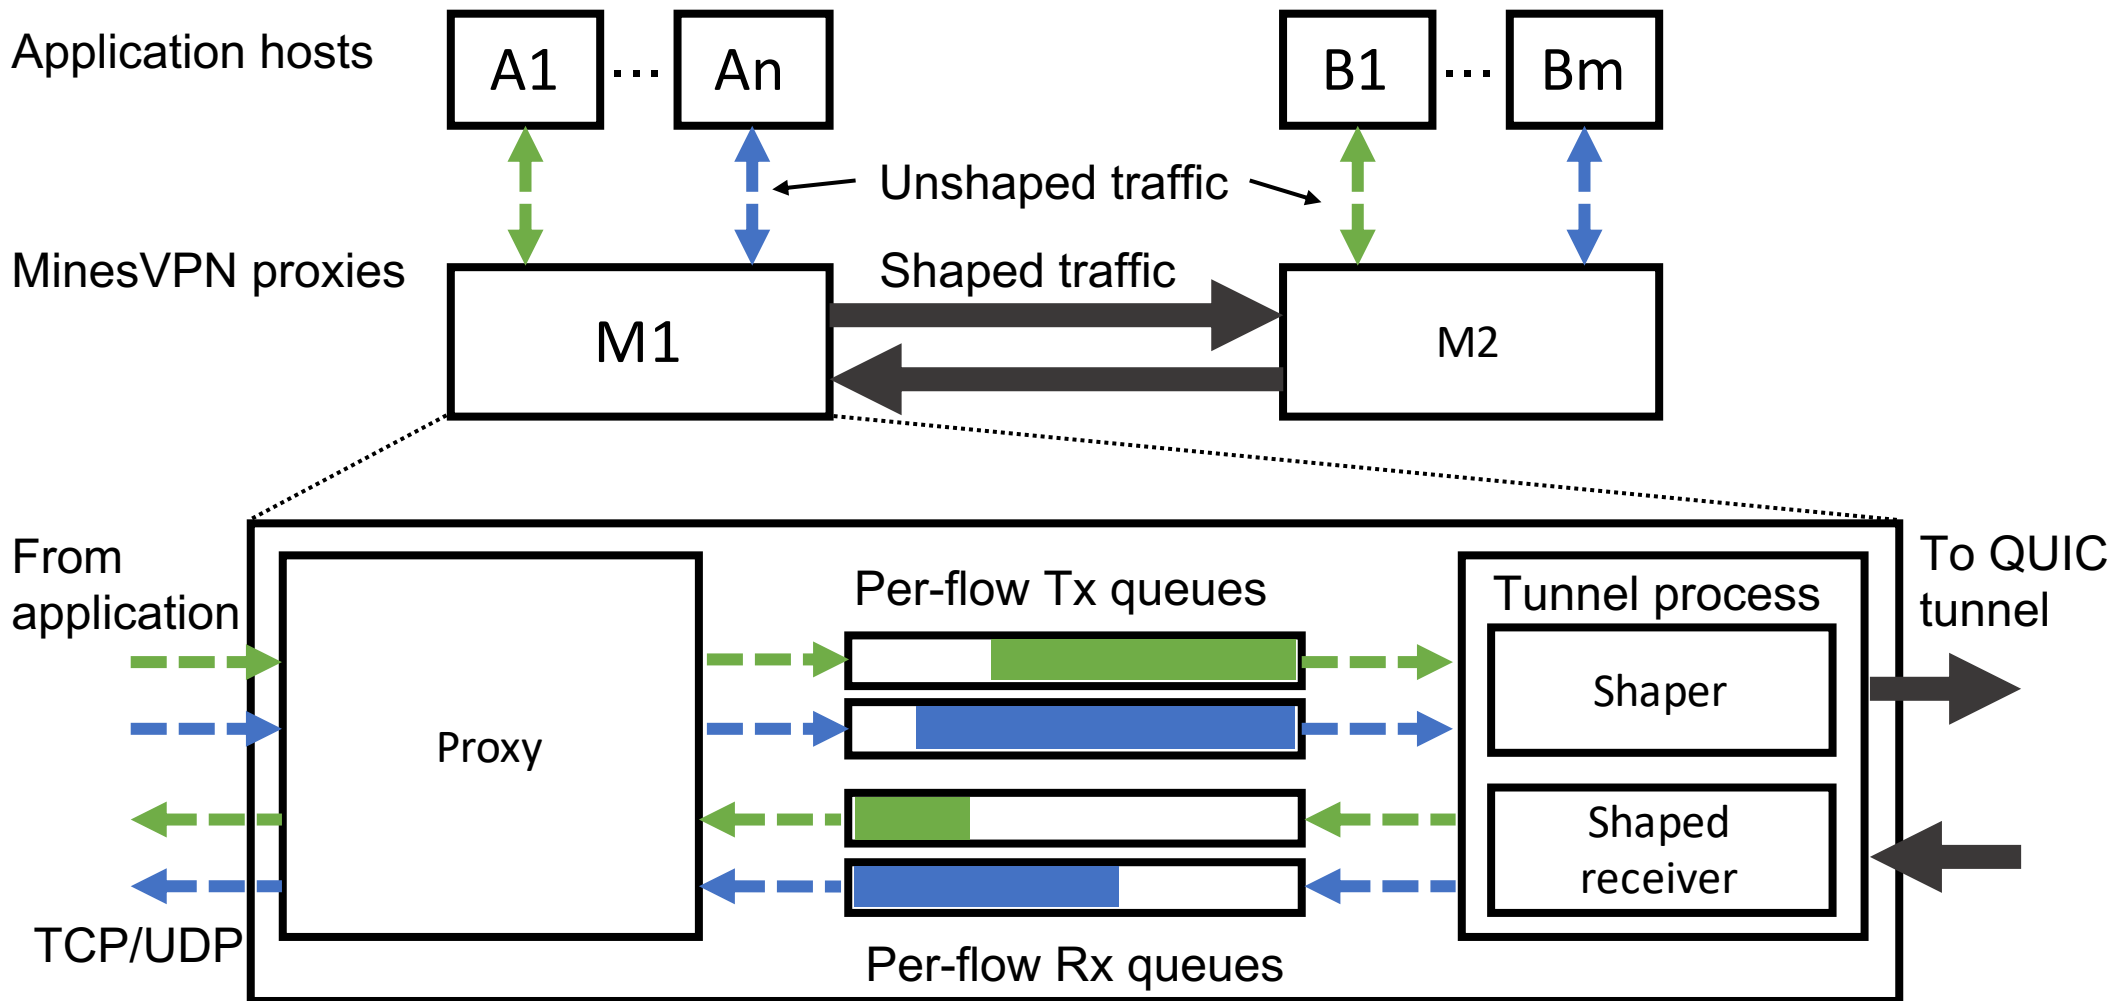 Application hosts
A1 ... An
B1 ... Bm
Unshaped traffic
MinesVPN proxies
Shaped traffic
M1
M2
From
application
To QUIC
tunnel
Per-flow Tx queues
Tunnel process
Shaper
Proxy
Shaped
receiver
TCP/UDP
Per-flow Rx queues